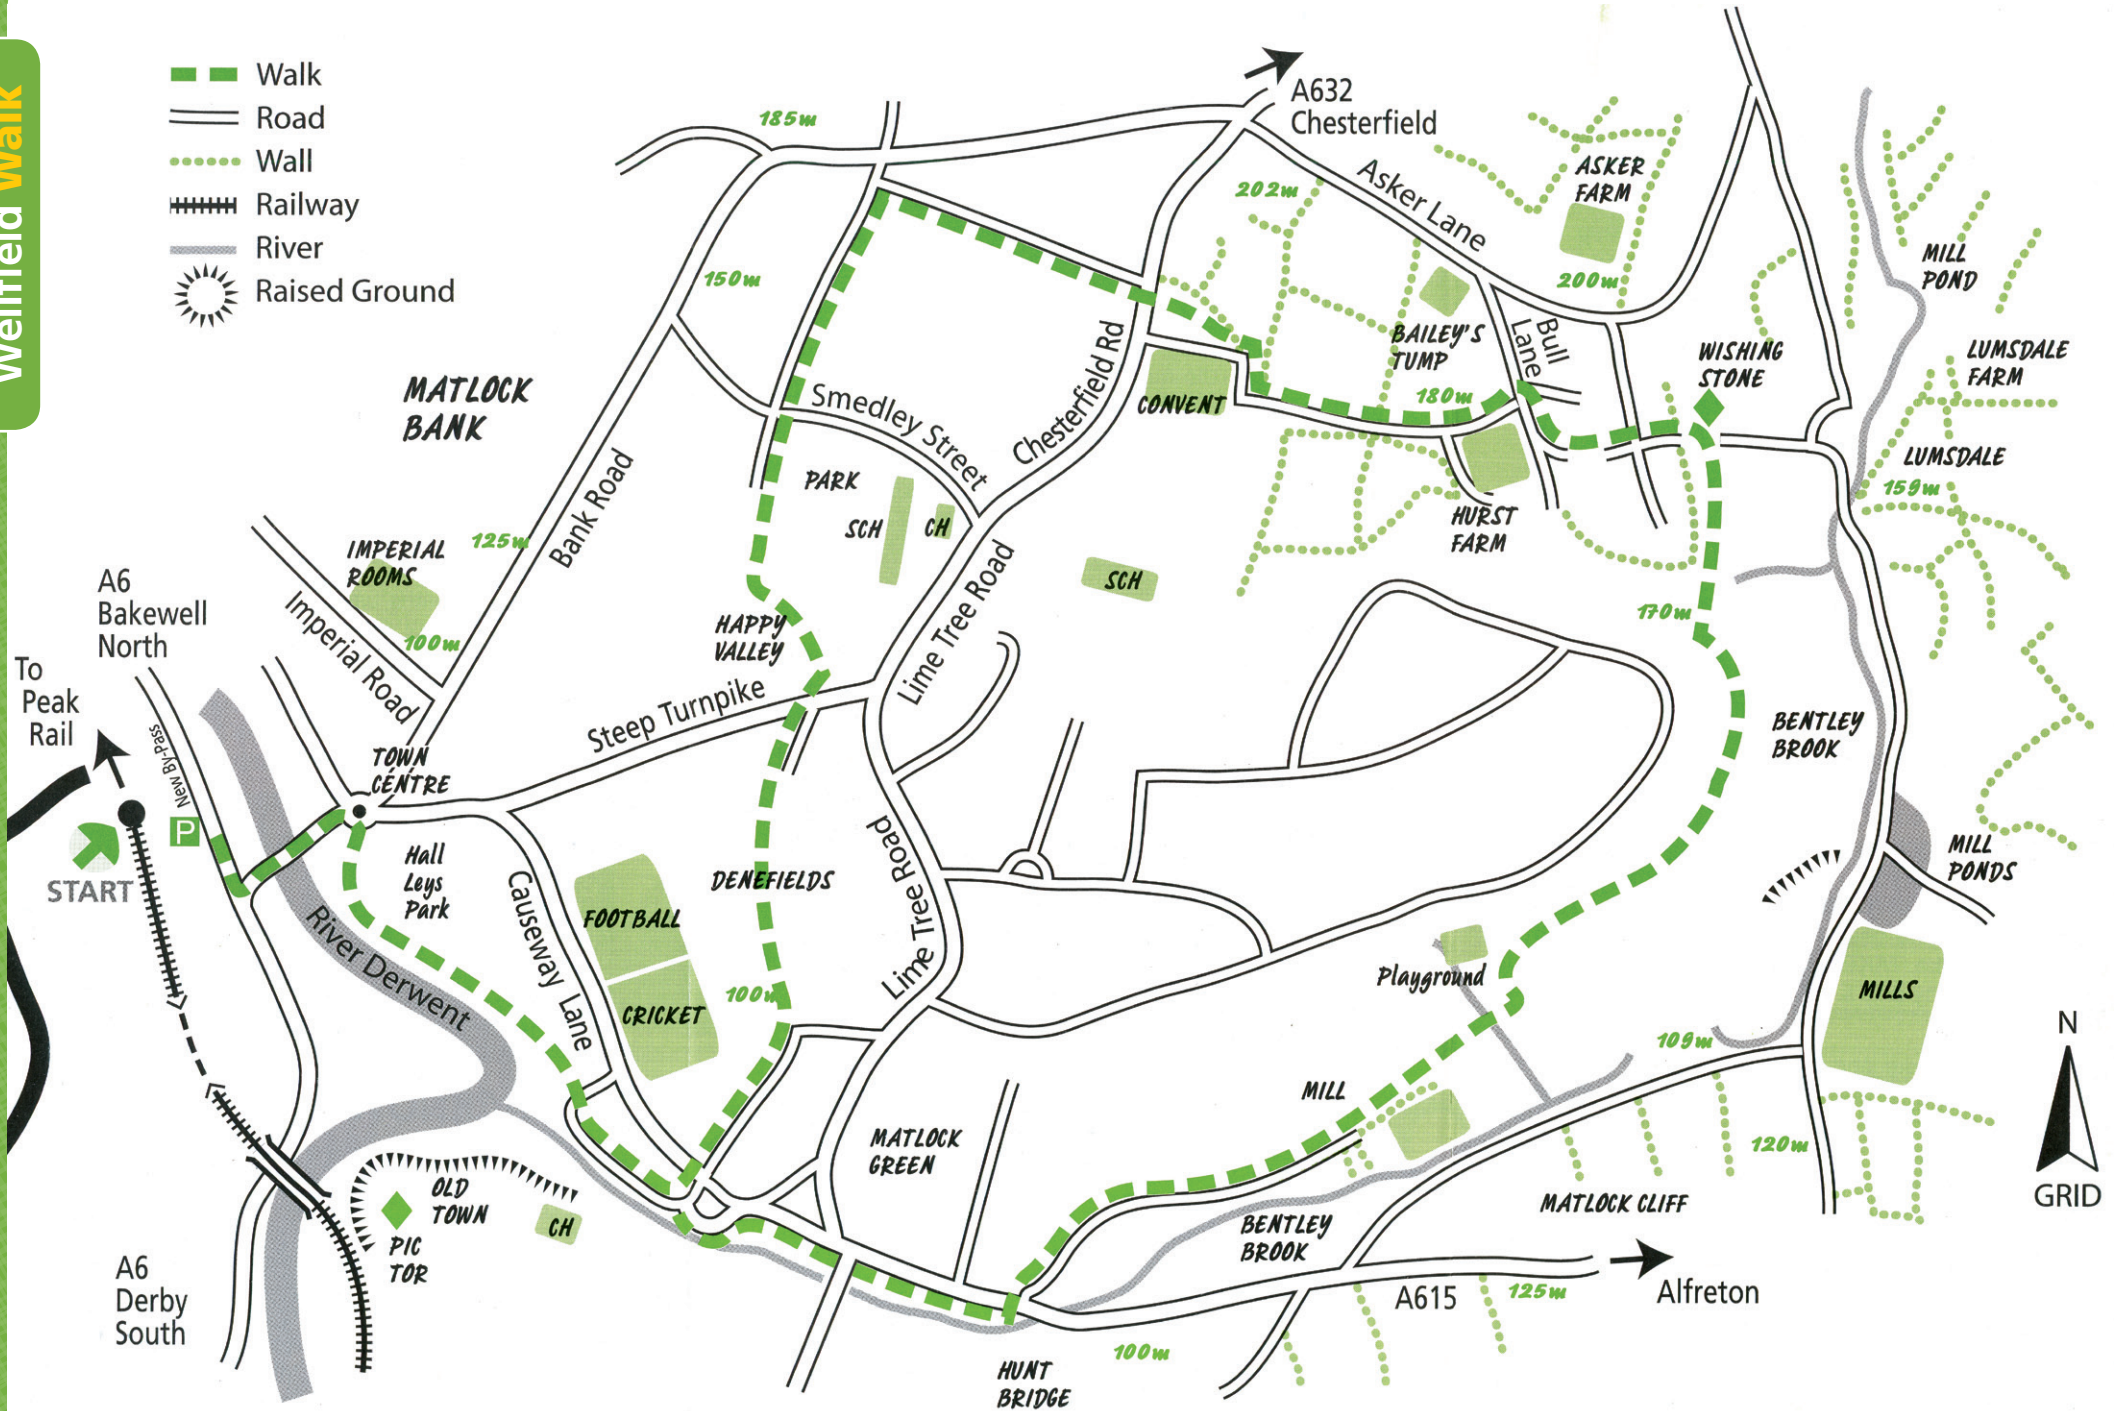 Wellfield Walk
Walk
Road
Wall
Railway
River
Raised Ground
185m
A632
Chesterfield
202m
Asker Lane
ASKER
FARM
200m
MILL
POND
150m
BAILEY'S
TUMP
Bull
Lane
WISHING
STONE
LUMSDALE
FARM
MATLOCK
BANK
Smedley Street
Chesterfield Rd
CONVENT
180m
LUMSDALE
159m
Bank Road
PARK
SCH
CH
HURST
FARM
125m
IMPERIAL
ROOMS
100m
Imperial Road
A6
Bakewell
North
SCH
170m
HAPPY
VALLEY
Lime Tree Road
To
Peak
Rail
New By-Pass
Steep Turnpike
BENTLEY
BROOK
TOWN
CENTRE
P
START
Hall
Leys
Park
Causeway Lane
FOOTBALL
DENEFIELDS
Lime Tree Road
MILL
PONDS
River Derwent
CRICKET
100m
Playground
MILLS
109m
N
GRID
MILL
MATLOCK
GREEN
120m
OLD
TOWN
PIC
TOR
CH
BENTLEY
BROOK
MATLOCK CLIFF
A6
Derby
South
A615
125m
Alfreton
100m
HUNT
BRIDGE